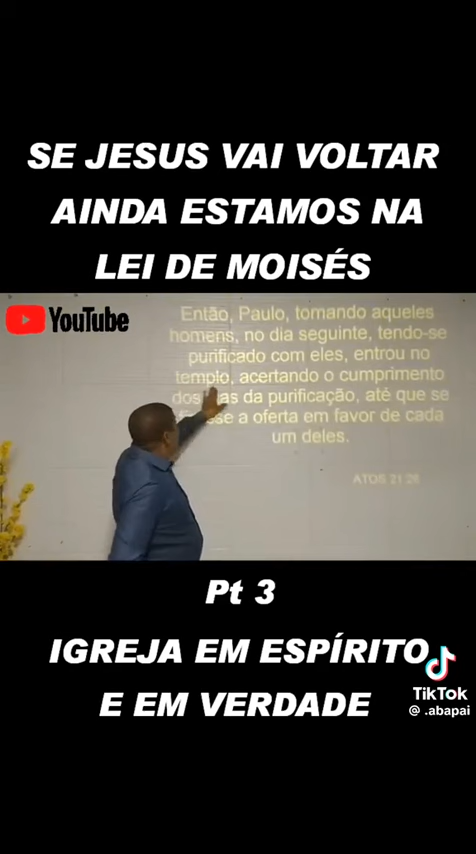 SE JESUS VAI VOLTAR
AINDA ESTAMOS NA
LEI DE MOISÉS
YouTube
Então, Paulo, tomando aqueles
homens, no dia seguinte, tendo-se
purificado com eles, entrou no
templo, acertando o cumprimento
da purificação, até que se
a oferta em favor de cada
um deles.
ATOS 21:26
Pt 3
IGREJA EM ESPÍRITO
E EM VERDADE
TikTok
@ .abapai